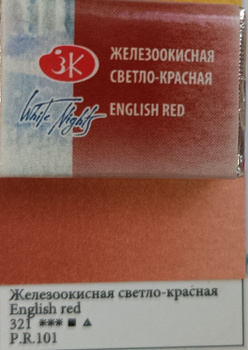 ЗК
ЖЕЛЕЗООКИСНАЯ
СВЕТЛО-КРАСНАЯ
White Nights
ENGLISH RED
Железоокисная светло-красная
English red
321 ✱✱✱ ■ ▲
P.R.101